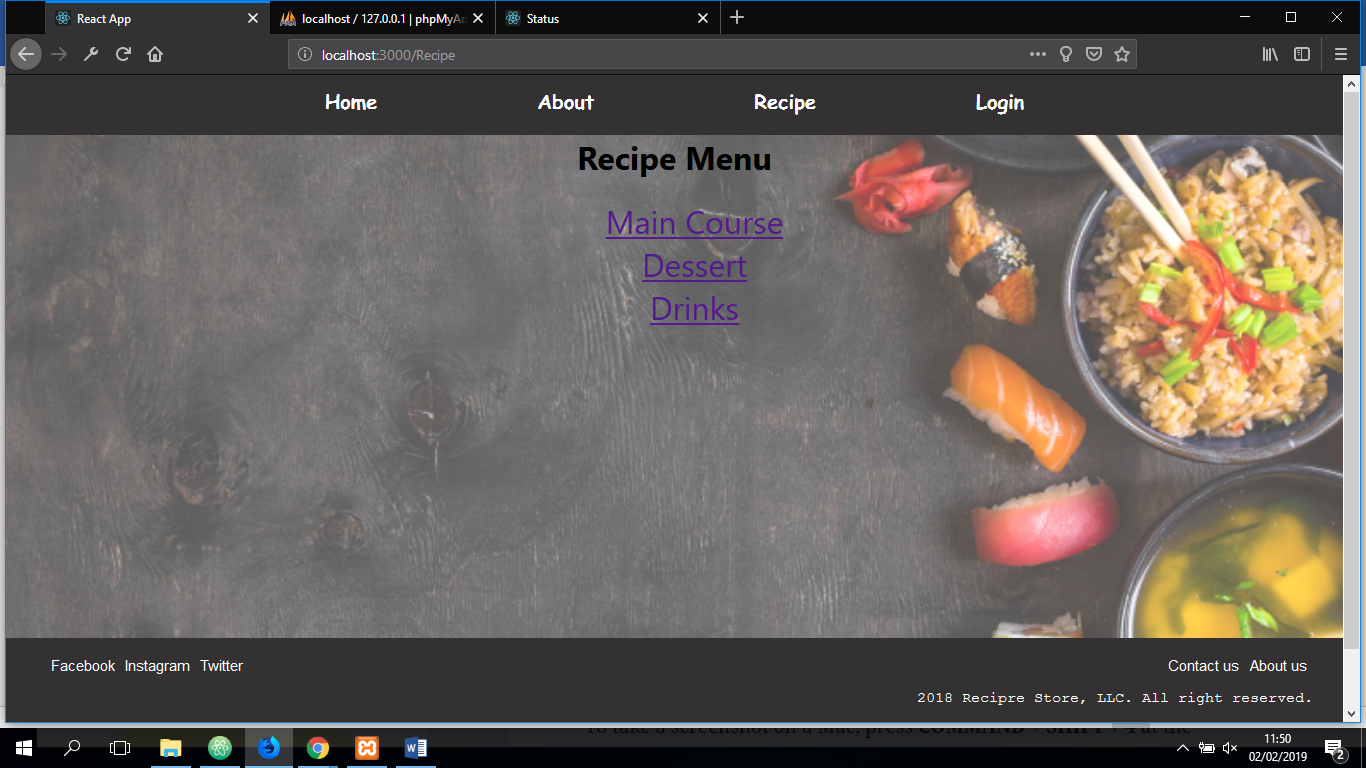 React App
localhost / 127.0.0.1 | phpMyAd
Status
localhost:3000/Recipe
Home About Recipe Login
Recipe Menu
Main Course
Dessert
Drinks
Facebook Instagram Twitter
Contact us About us
2018 Recipre Store, LLC. All right reserved.
To take a screenshot on a Mac, press COMMAND + SHIFT + 4 at the
11:50
02/02/2019
2